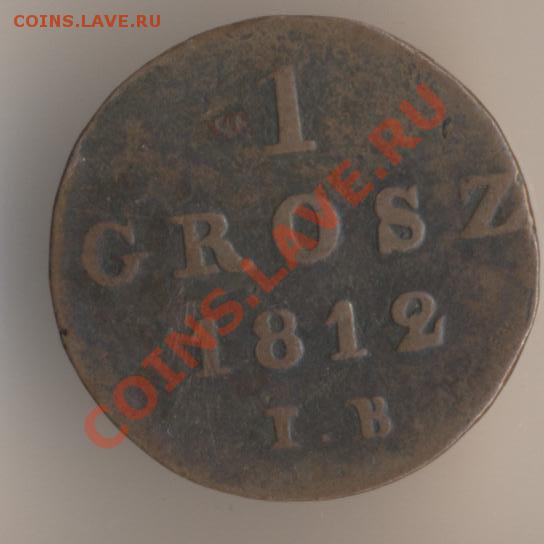 COINS.LAVE.RU
1
GROSZ
1812
I.B
COINS.LAVE.RU